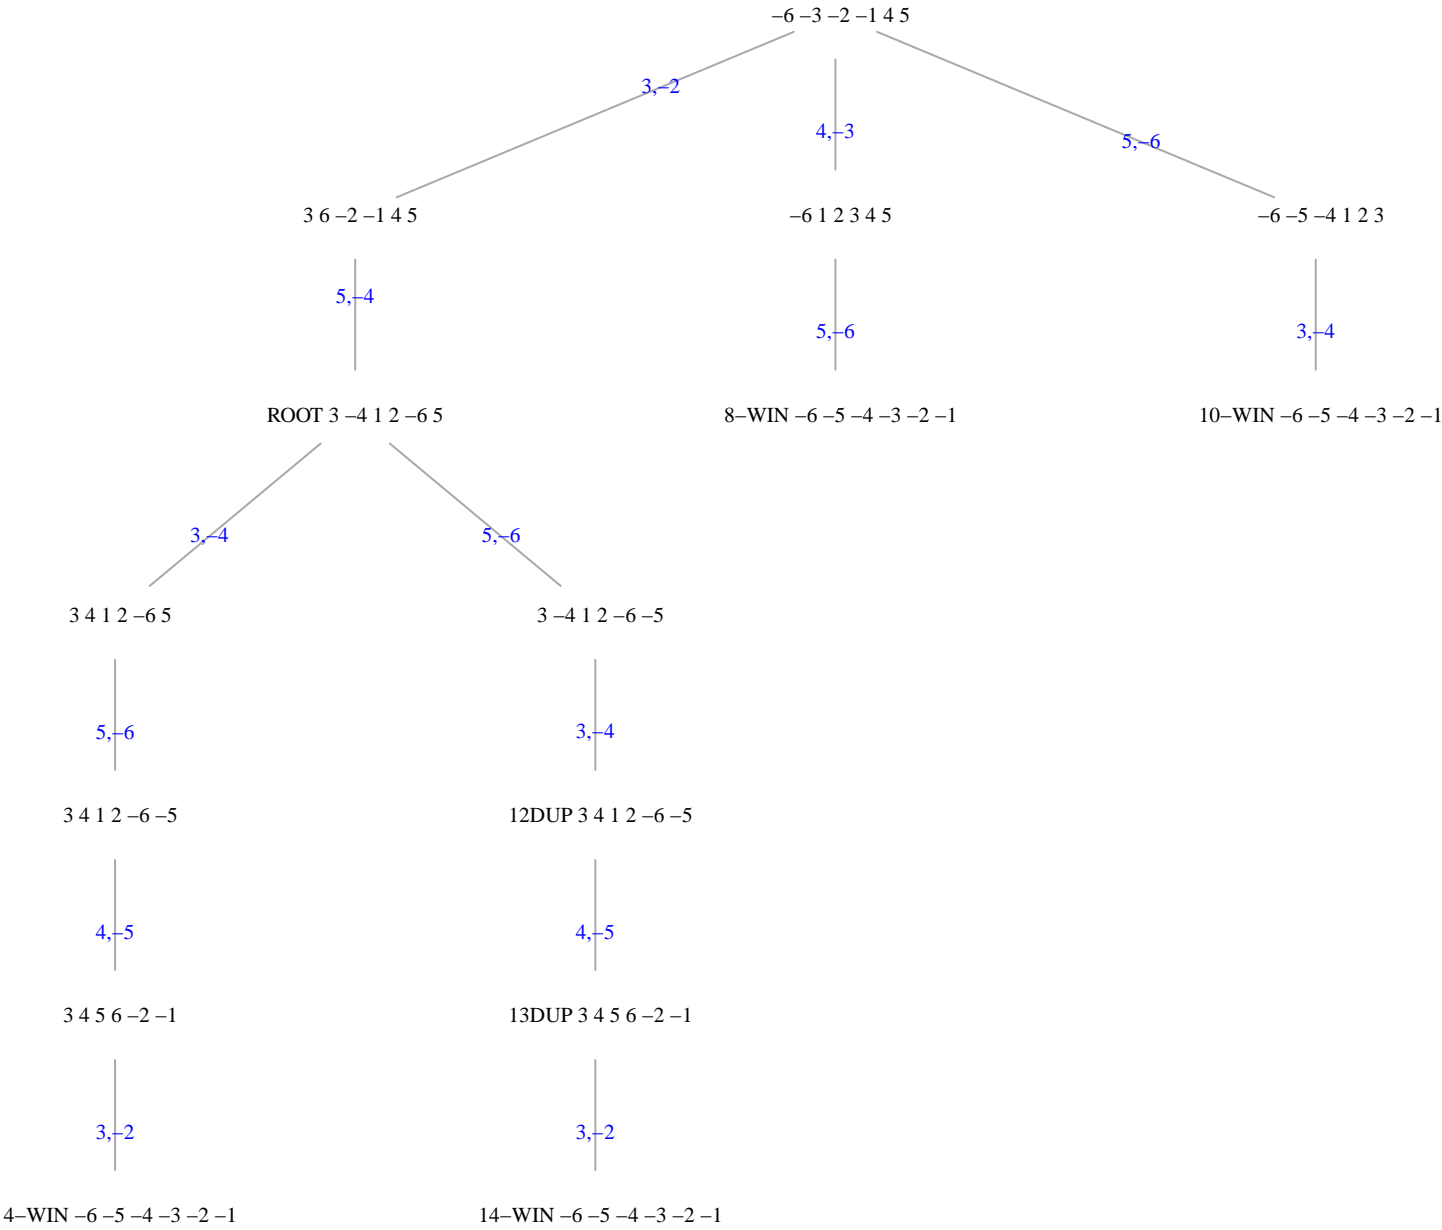 –6 –3 –2 –1 4 5
3,–2
4,–3
5,–6
3 6 –2 –1 4 5
–6 1 2 3 4 5
–6 –5 –4 1 2 3
5,–4
5,–6
3,–4
ROOT 3 –4 1 2 –6 5
8–WIN –6 –5 –4 –3 –2 –1
10–WIN –6 –5 –4 –3 –2 –1
3,–4
5,–6
3 4 1 2 –6 5
3 –4 1 2 –6 –5
5,–6
3,–4
3 4 1 2 –6 –5
12DUP 3 4 1 2 –6 –5
4,–5
4,–5
3 4 5 6 –2 –1
13DUP 3 4 5 6 –2 –1
3,–2
3,–2
4–WIN –6 –5 –4 –3 –2 –1
14–WIN –6 –5 –4 –3 –2 –1